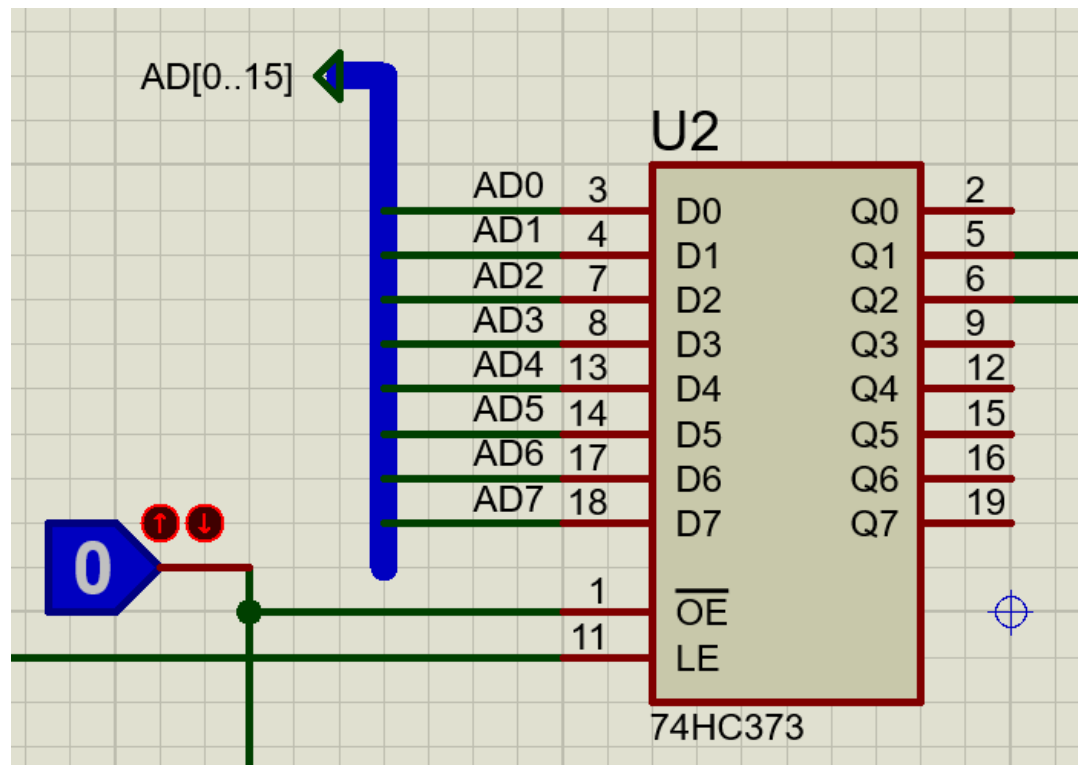 AD[0..15]
U2
AD0 3 D0 Q0 2
AD1 4 D1 Q1 5
AD2 7 D2 Q2 6
AD3 8 D3 Q3 9
AD4 13 D4 Q4 12
AD5 14 D5 Q5 15
AD6 17 D6 Q6 16
AD7 18 D7 Q7 19
0
1 OE
11 LE
74HC373